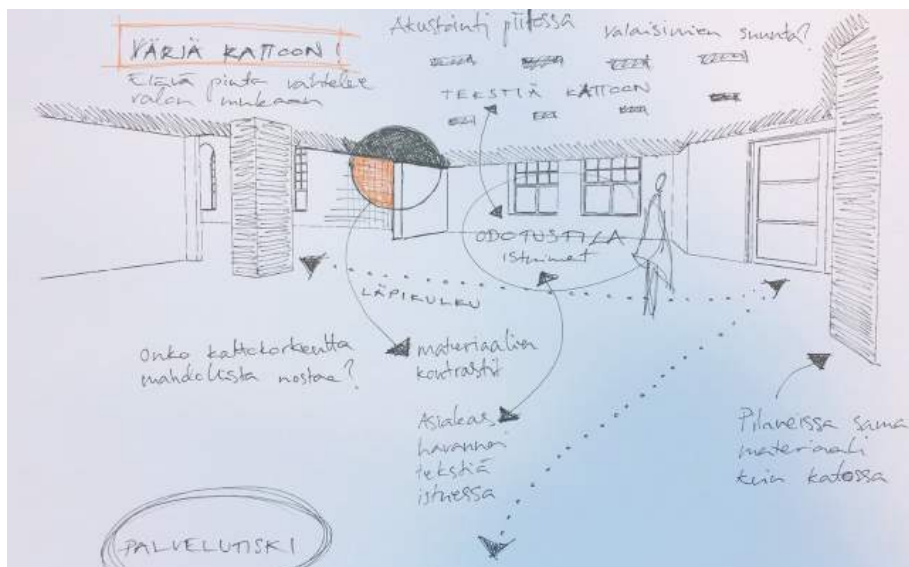 VÄRIÄ KATTOON!
Elävä pinta vaihtelee
valon mukaan
Akustointi piilossa
Valaisimien suunta?
TEKSTIÄ KATTOON
ODOTUSTILA
istuimet
LÄPIKULKU
Onko kattokorkeutta
mahdollista nostaa?
materiaalien
kontrastit
Asiakas
havannoi
tekstiä
istuessa
Pilareissa sama
materiaali
kuin katossa
PALVELUTISKI